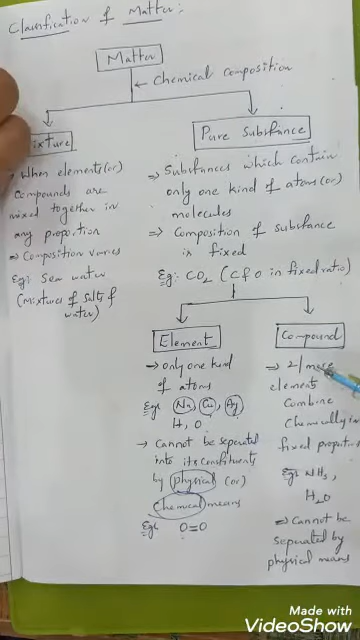 Classification of Matter:
Matter
← Chemical composition
ixture
⇒ When elements(or)
compounds are
mixed together in
any proportion
⇒ Composition varies
Eg: Sea water
(Mixtures of salts &
water)
Pure Substance
⇒ Substances which contain
only one kind of atoms (or)
molecules
⇒ Composition of substance
is fixed
Eg: CO2 (C & O in fixed ratio)
Element
→ only one kind
of atoms
Eg: Na, Cu, Ag
H, O
→ Cannot be separated
into its constituents
by physical (or)
Chemical means
Eg: O=O
Compound
→ 2/more
elements
Combine
Chemically in
fixed propor
Eg: NH3,
H2O
⇒ Cannot be
separated by
physical means
Made with
VideoShow